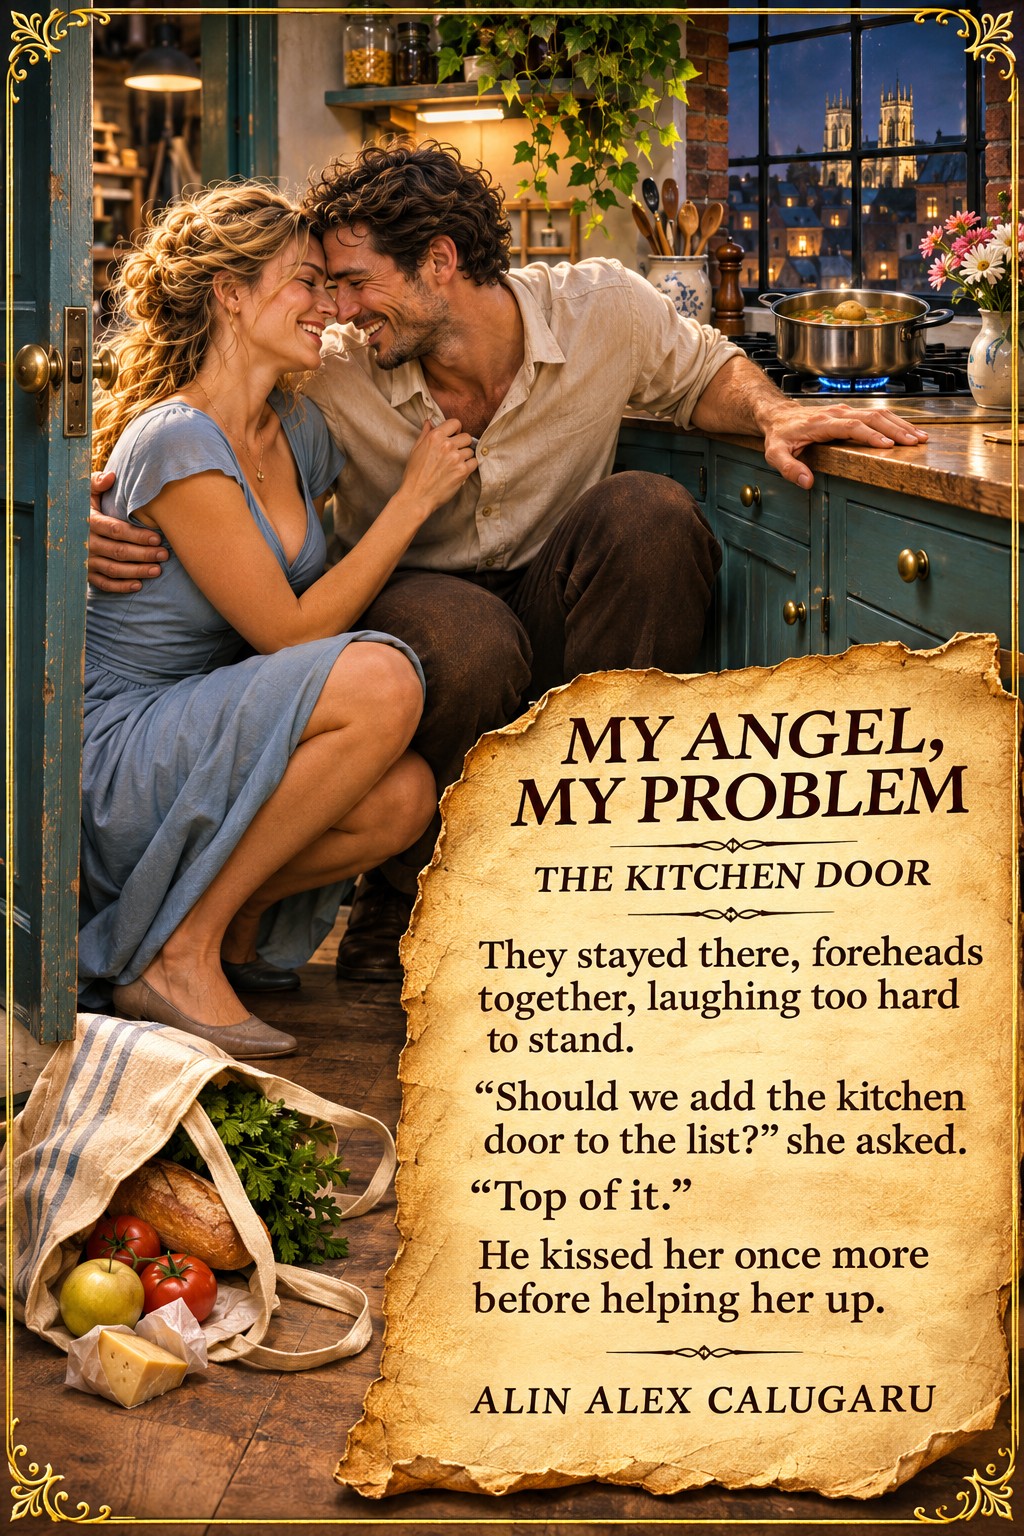 MY ANGEL,
MY PROBLEM
THE KITCHEN DOOR
They stayed there, foreheads
together, laughing too hard
to stand.
“Should we add the kitchen
door to the list?” she asked.
“Top of it.”
He kissed her once more
before helping her up.
ALIN ALEX CALUGARU